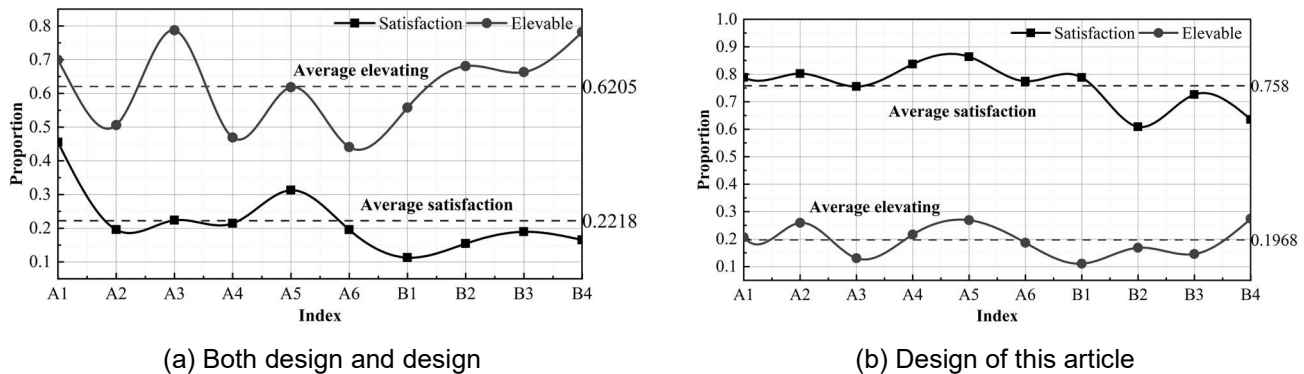 Satisfaction Elevable
0.8
0.7
0.6
0.5
0.4
0.3
0.2
0.1
Proportion
Average elevating
0.6205
Average satisfaction
0.2218
A1 A2 A3 A4 A5 A6 B1 B2 B3 B4
Index
(a) Both design and design
Satisfaction Elevable
1.0
0.9
0.8
0.7
0.6
0.5
0.4
0.3
0.2
0.1
Proportion
0.758
Average satisfaction
Average elevating
0.1968
A1 A2 A3 A4 A5 A6 B1 B2 B3 B4
Index
(b) Design of this article